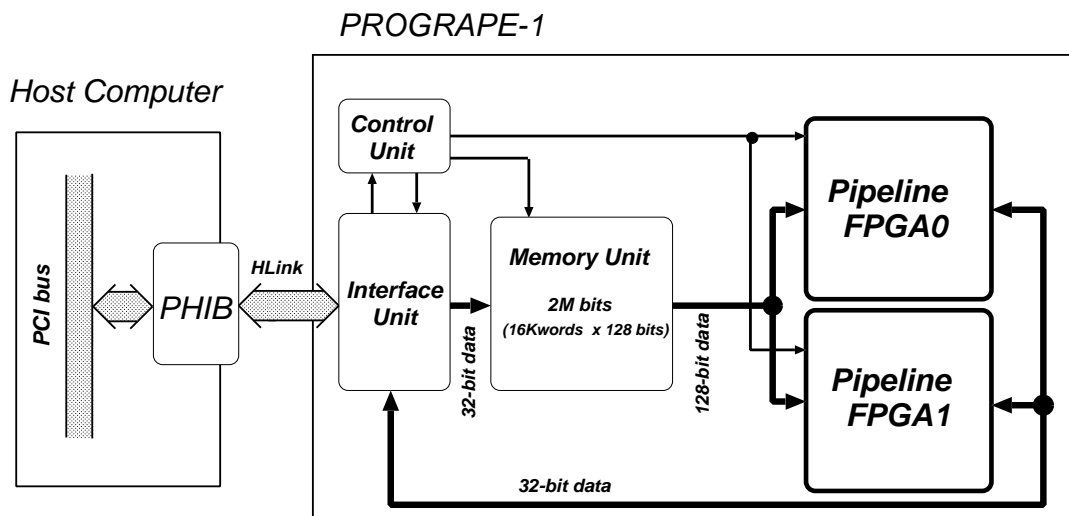 PROGRAPE-1
Host Computer
Control
Unit
Pipeline
FPGA0
PCI bus
PHIB
HLink
Interface
Unit
32-bit data
Memory Unit
2M bits
(16Kwords x 128 bits)
128-bit data
Pipeline
FPGA1
32-bit data